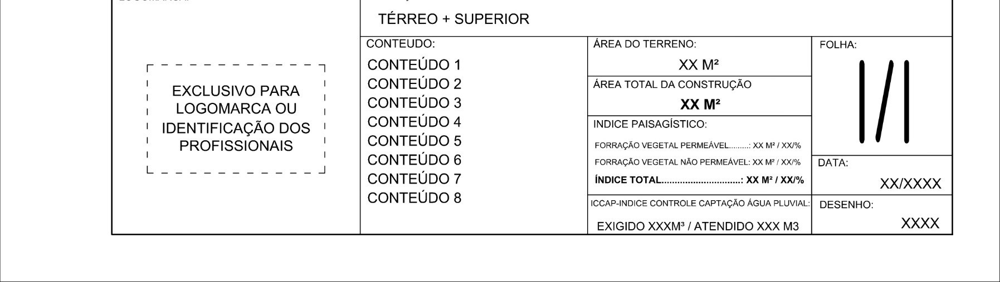 TÉRREO + SUPERIOR
EXCLUSIVO PARA
LOGOMARCA OU
IDENTIFICAÇÃO DOS
PROFISSIONAIS
CONTEUDO:
CONTEÚDO 1
CONTEÚDO 2
CONTEÚDO 3
CONTEÚDO 4
CONTEÚDO 5
CONTEÚDO 6
CONTEÚDO 7
CONTEÚDO 8
ÁREA DO TERRENO:
XX M²
ÁREA TOTAL DA CONSTRUÇÃO
XX M²
INDICE PAISAGÍSTICO:
FORRAÇÃO VEGETAL PERMEÁVEL.........: XX M² / XX/%
FORRAÇÃO VEGETAL NÃO PERMEÁVEL: XX M² / XX/%
ÍNDICE TOTAL..............................: XX M² / XX/%
ICCAP-INDICE CONTROLE CAPTAÇÃO ÁGUA PLUVIAL:
EXIGIDO XXXM³ / ATENDIDO XXX M3
FOLHA:
1/1
DATA:
XX/XXXX
DESENHO:
XXXX